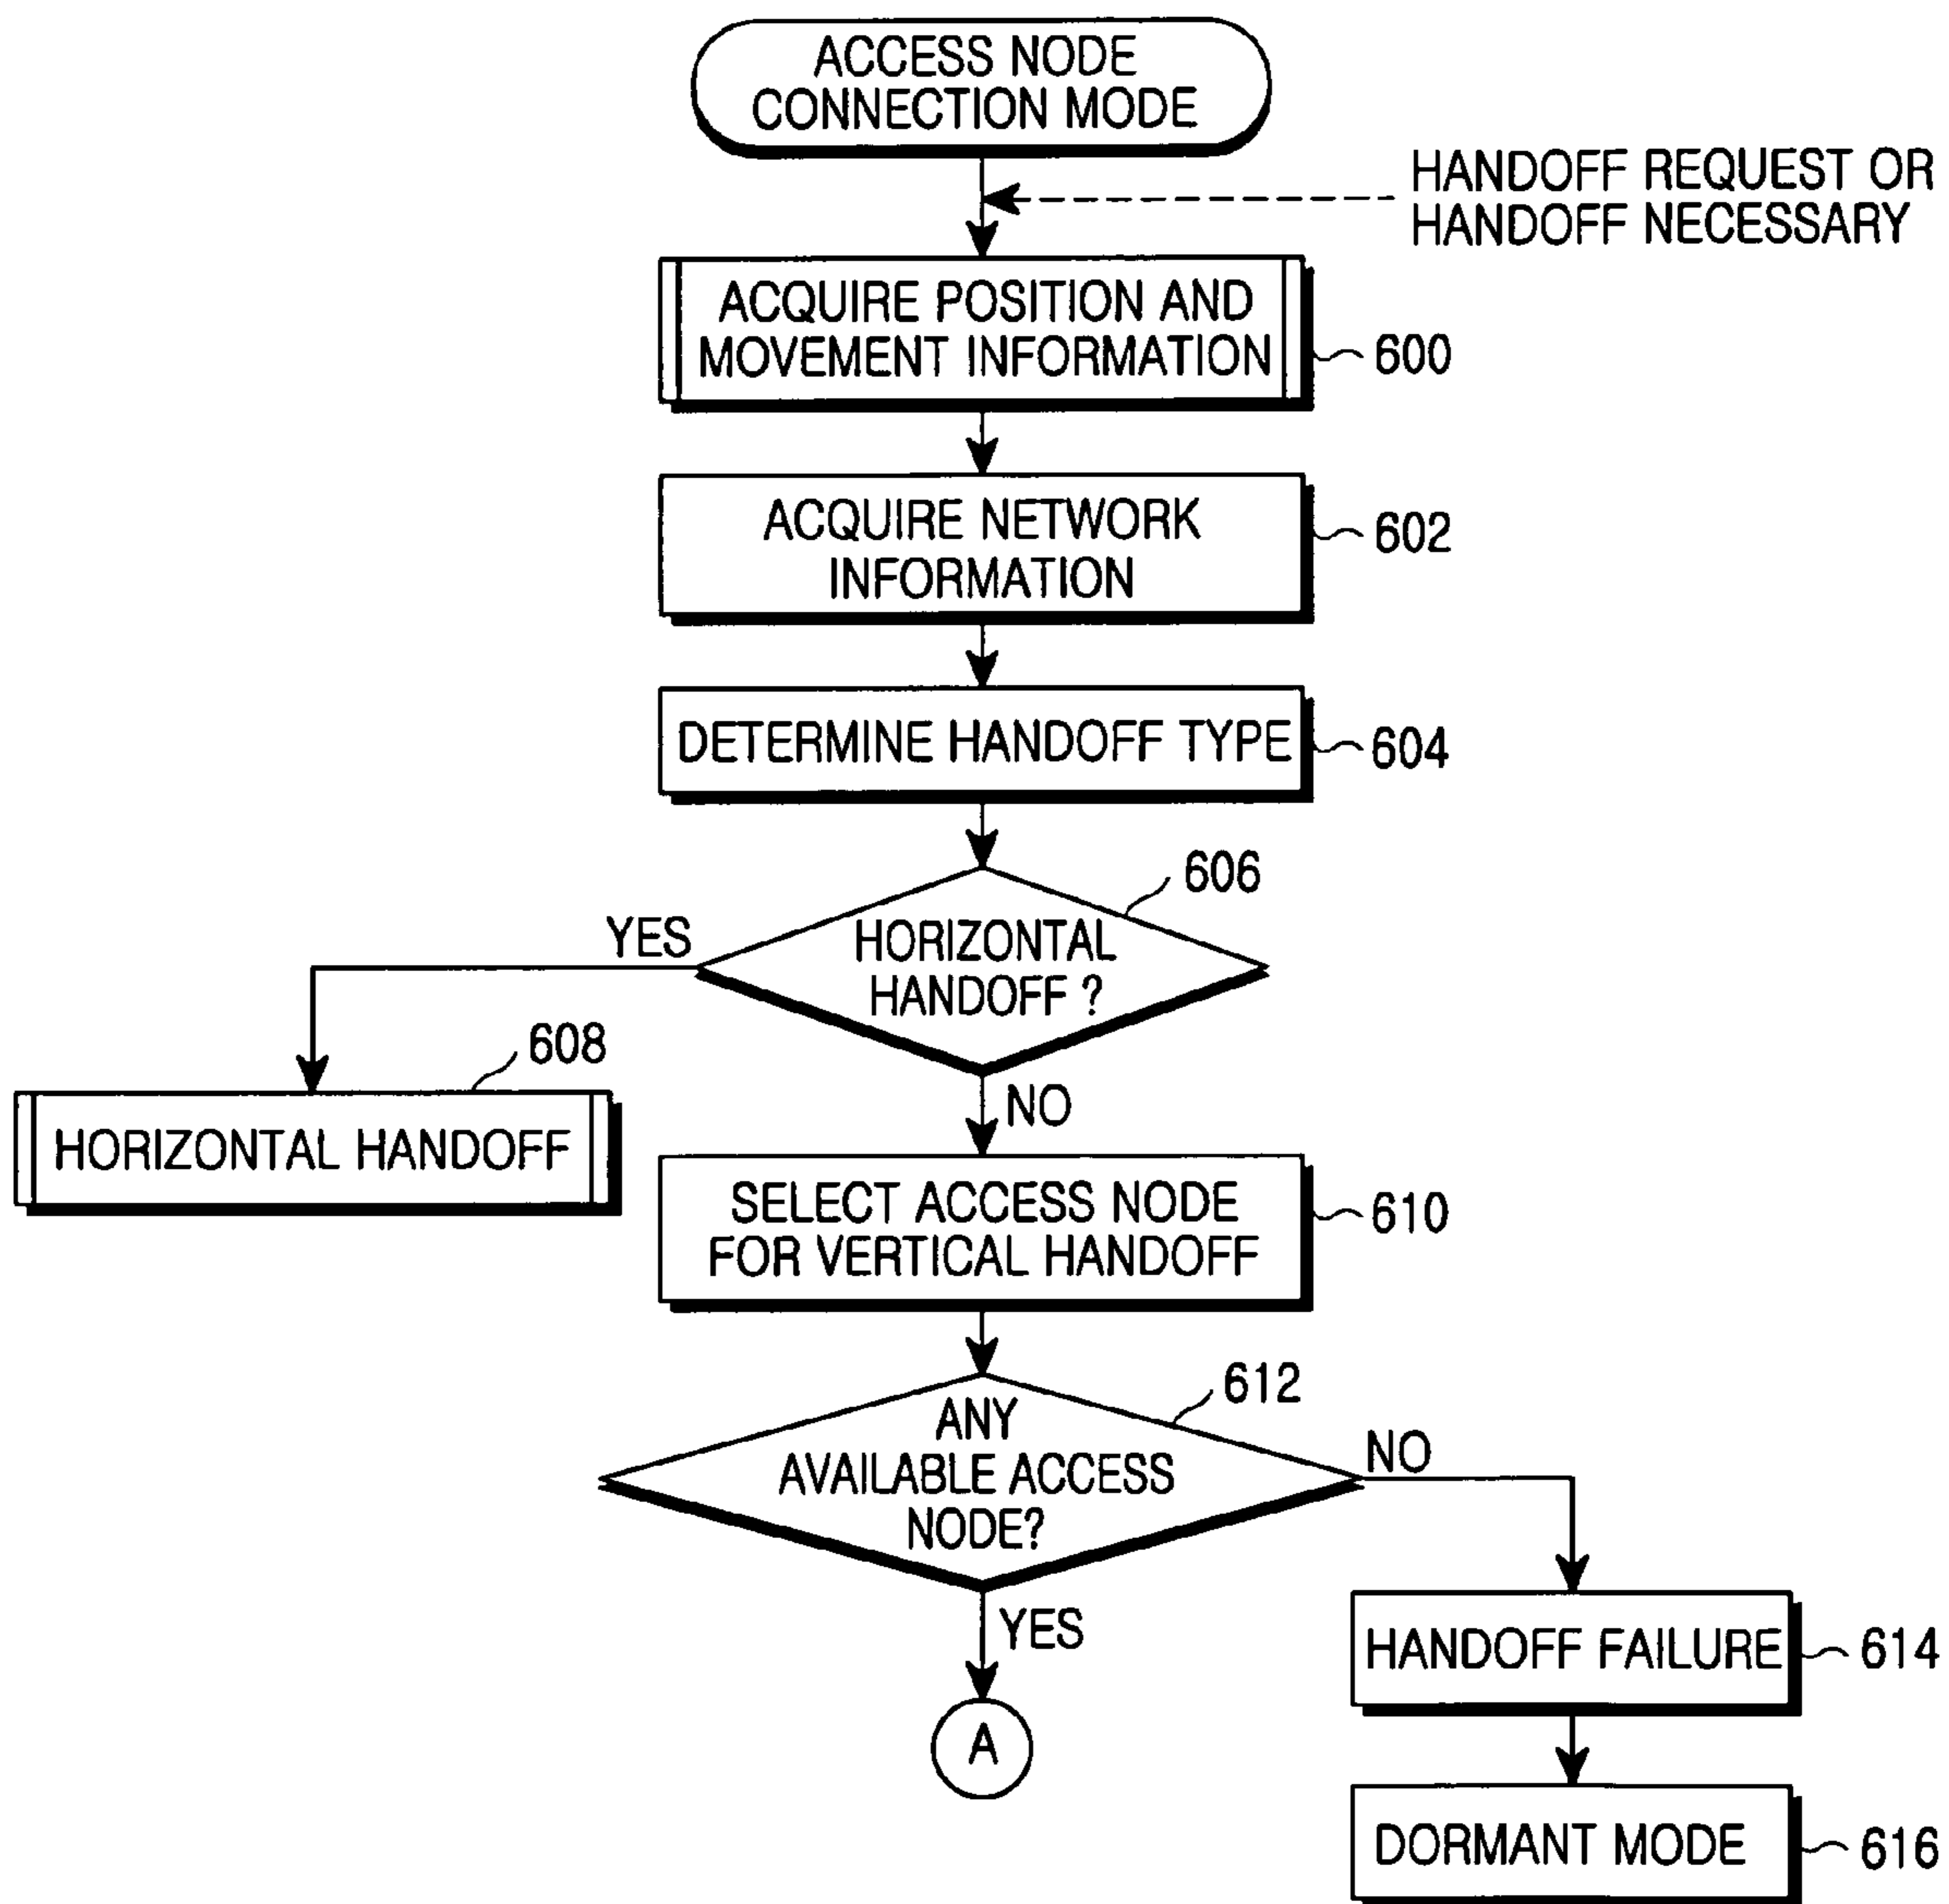 ACCESS NODE
CONNECTION MODE
HANDOFF REQUEST OR
HANDOFF NECESSARY
ACQUIRE POSITION AND
MOVEMENT INFORMATION
600
ACQUIRE NETWORK
INFORMATION
602
DETERMINE HANDOFF TYPE
604
606
HORIZONTAL
HANDOFF ?
YES
NO
608
HORIZONTAL HANDOFF
SELECT ACCESS NODE
FOR VERTICAL HANDOFF
610
612
ANY
AVAILABLE ACCESS
NODE?
NO
YES
A
HANDOFF FAILURE
614
DORMANT MODE
616